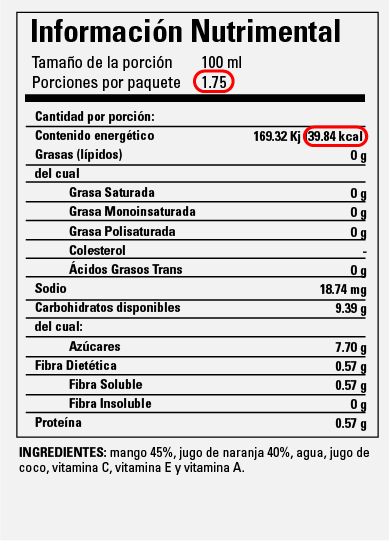 Información Nutrimental
Tamaño de la porción 100 ml
Porciones por paquete 1.75
Cantidad por porción:
Contenido energético 169.32 Kj 39.84 kcal
Grasas (lípidos) 0 g
del cual
Grasa Saturada 0 g
Grasa Monoinsaturada 0 g
Grasa Polisaturada 0 g
Colesterol -
Ácidos Grasos Trans 0 g
Sodio 18.74 mg
Carbohidratos disponibles 9.39 g
del cual:
Azúcares 7.70 g
Fibra Dietética 0.57 g
Fibra Soluble 0.57 g
Fibra Insoluble 0 g
Proteína 0.57 g
INGREDIENTES: mango 45%, jugo de naranja 40%, agua, jugo de
coco, vitamina C, vitamina E y vitamina A.